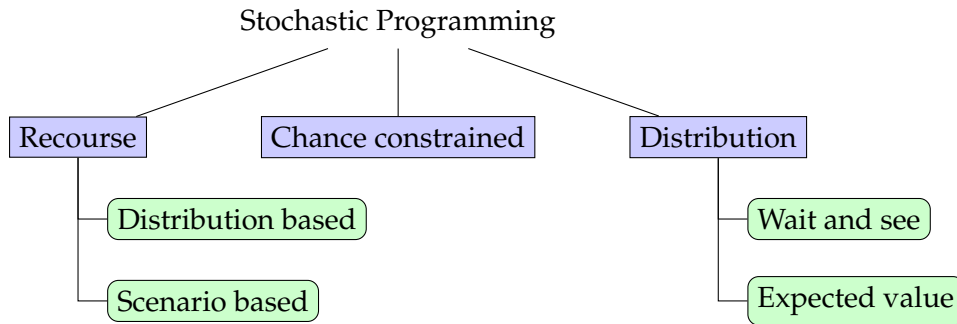 Stochastic Programming
Recourse
Chance constrained
Distribution
Distribution based
Wait and see
Scenario based
Expected value